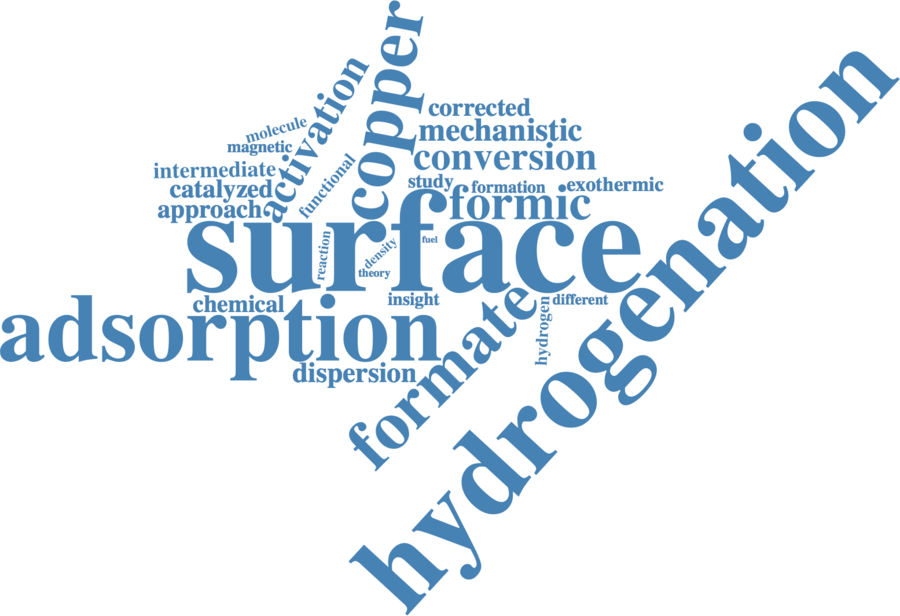 copper
activation
molecule
magnetic
corrected
mechanistic
conversion
intermediate
catalyzed
approach
functional
study
formation
exothermic
formic
surface
reaction
density
theory
fuel
hydrogenation
adsorption
chemical
insight
hydrogen
different
dispersion
formate